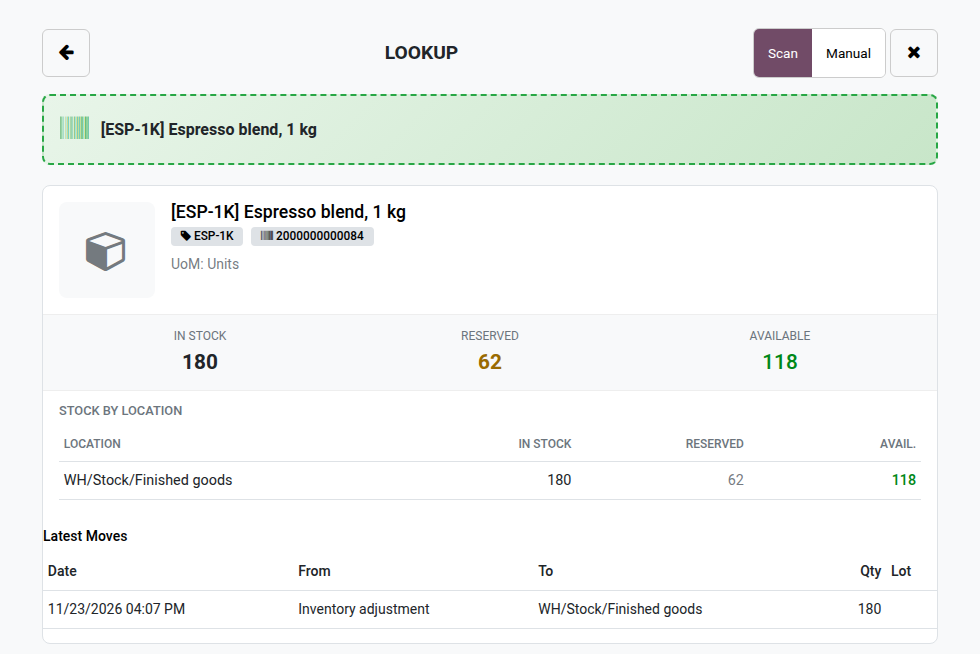 LOOKUP
Scan Manual
[ESP-1K] Espresso blend, 1 kg
[ESP-1K] Espresso blend, 1 kg
ESP-1K 2000000000084
UoM: Units
IN STOCK RESERVED AVAILABLE
180 62 118
STOCK BY LOCATION
LOCATION IN STOCK RESERVED AVAIL.
WH/Stock/Finished goods 180 62 118
Latest Moves
Date From To Qty Lot
11/23/2026 04:07 PM Inventory adjustment WH/Stock/Finished goods 180